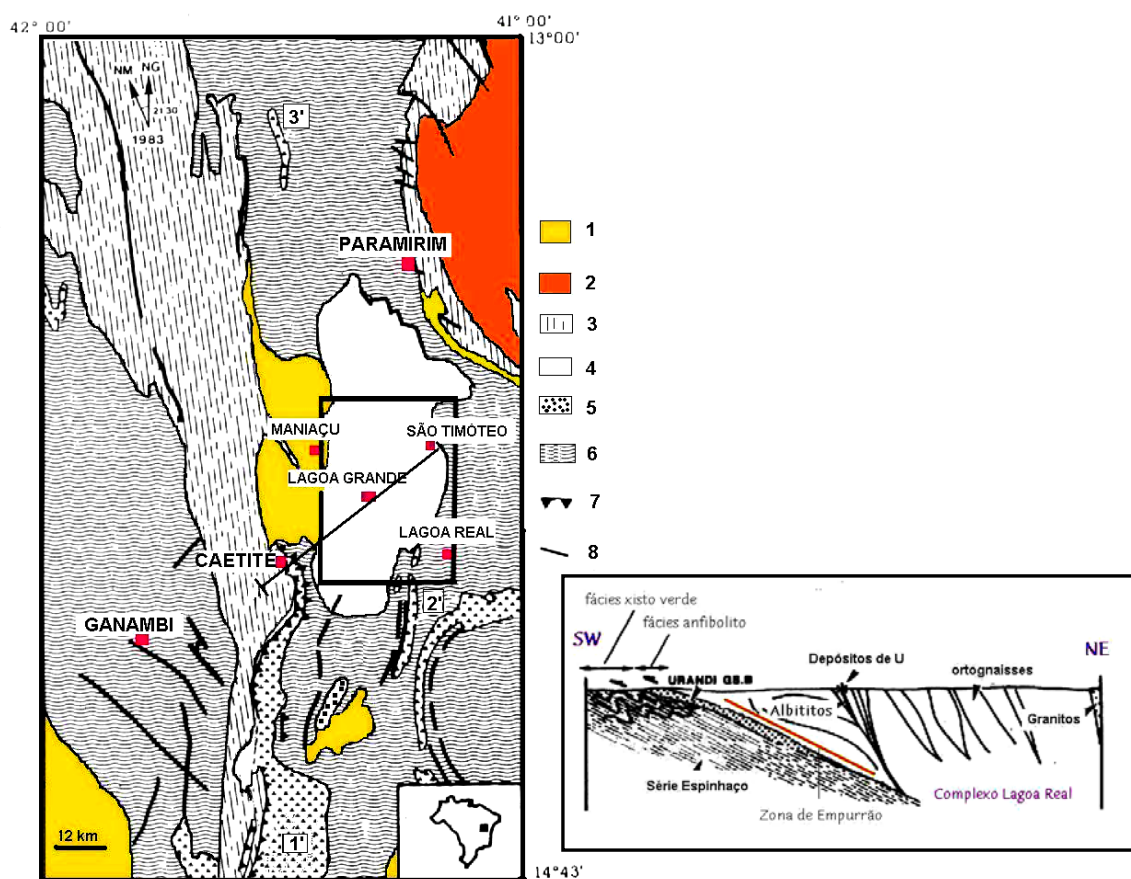 42° 00'
41° 00'
13° 00'
NM NG
2130
1983
3'
PARAMIRIM
MANIAÇU
SÃO TIMÓTEO
LAGOA GRANDE
LAGOA REAL
CAETITÉ
2'
GANAMBI
12 km
1'
14° 43'
1
2
3
4
5
6
7
8
fácies xisto verde
fácies anfibolito
SW
NE
Depósitos de U
ortognaisses
URANDI GS.B
Albititos
Granitos
Série Espinhaço
Complexo Lagoa Real
Zona de Empurrão